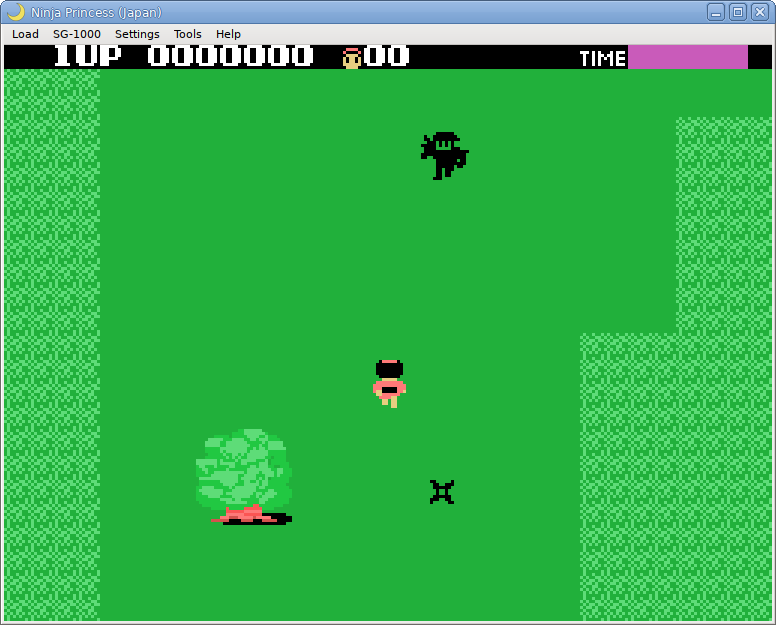 Ninja Princess (Japan)
Load SG-1000 Settings Tools Help
1UP 0000000 00 TIME